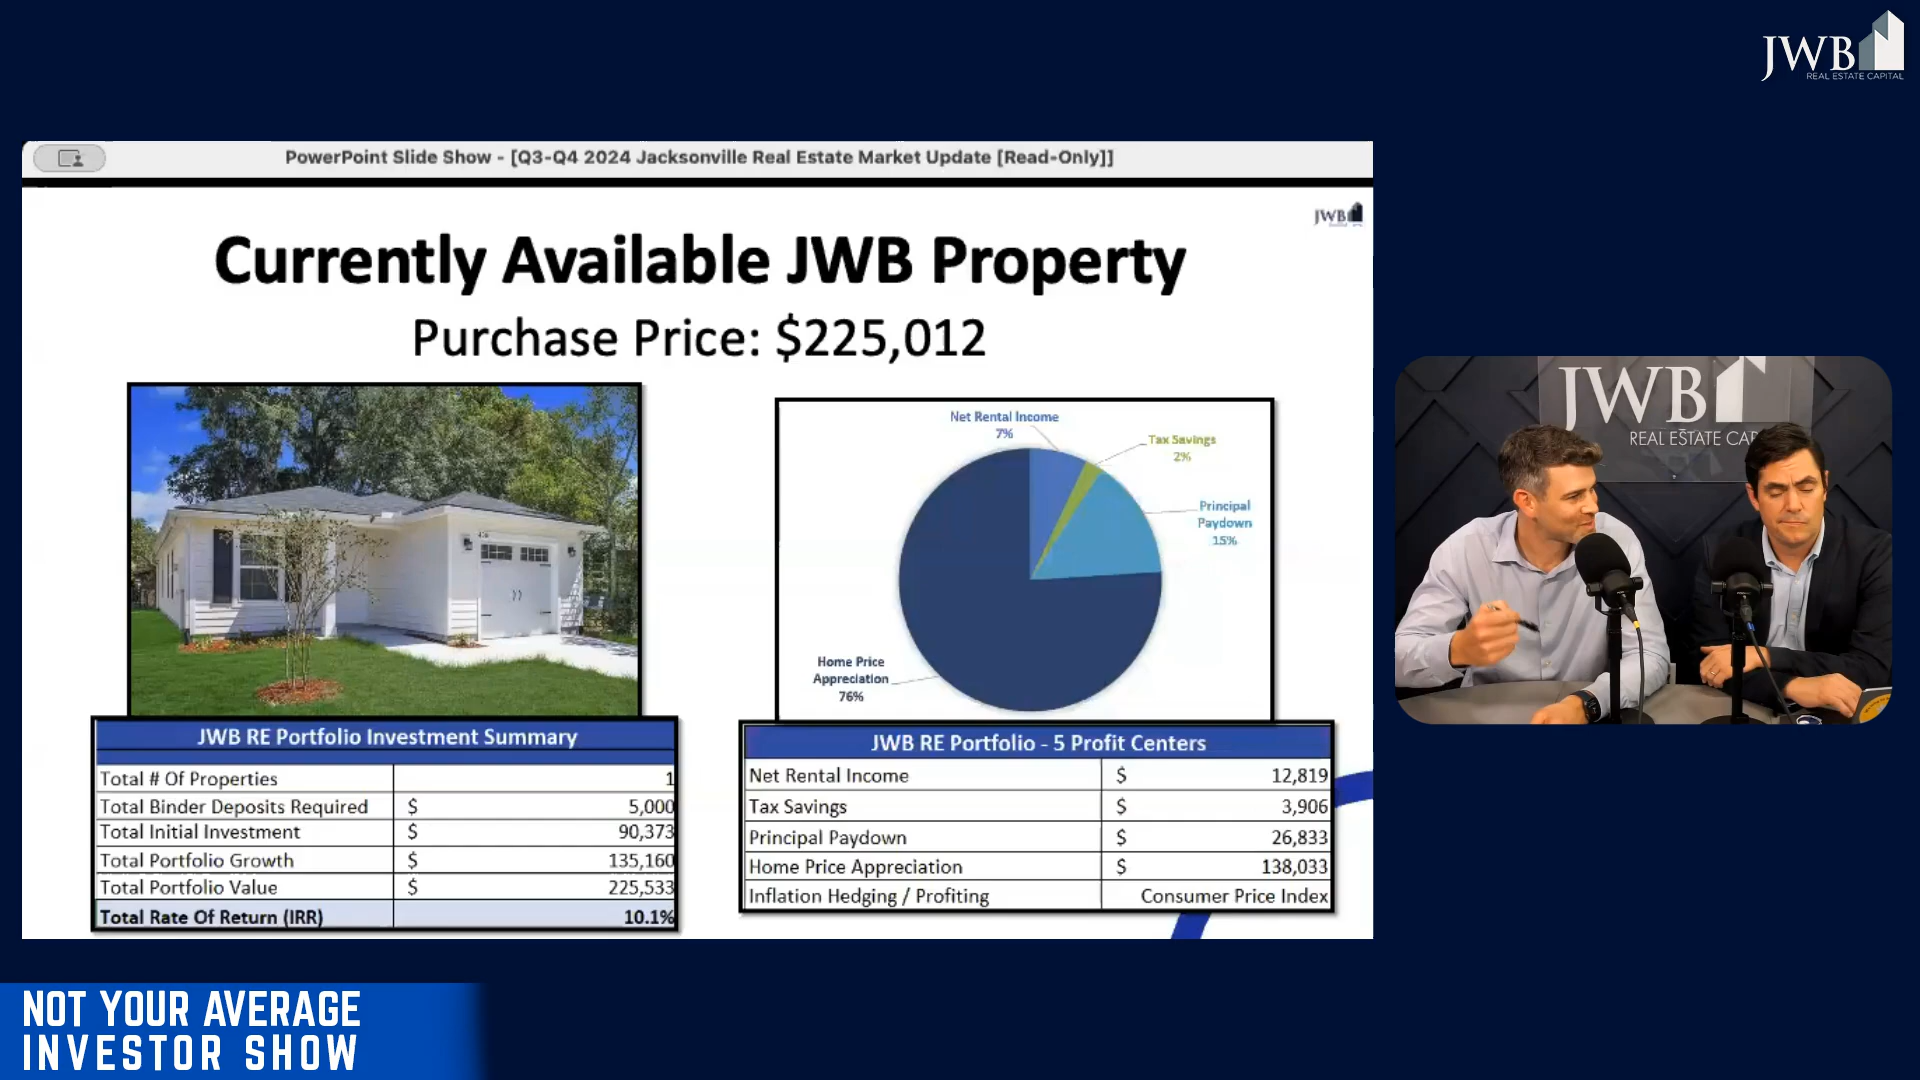 JWB
REAL ESTATE CAPITAL
PowerPoint Slide Show - [Q3-Q4 2024 Jacksonville Real Estate Market Update [Read-Only]]
JWB
Currently Available JWB Property
Purchase Price: $225,012
Net Rental Income
7%
Tax Savings
2%
Principal
Paydown
15%
Home Price
Appreciation
76%
JWB RE Portfolio Investment Summary
Total # Of Properties 1
Total Binder Deposits Required $ 5,000
Total Initial Investment $ 90,373
Total Portfolio Growth $ 135,160
Total Portfolio Value $ 225,533
Total Rate Of Return (IRR) 10.1%
JWB RE Portfolio - 5 Profit Centers
Net Rental Income $ 12,819
Tax Savings $ 3,906
Principal Paydown $ 26,833
Home Price Appreciation $ 138,033
Inflation Hedging / Profiting Consumer Price Index
JWB
REAL ESTATE CAP
NOT YOUR AVERAGE
INVESTOR SHOW